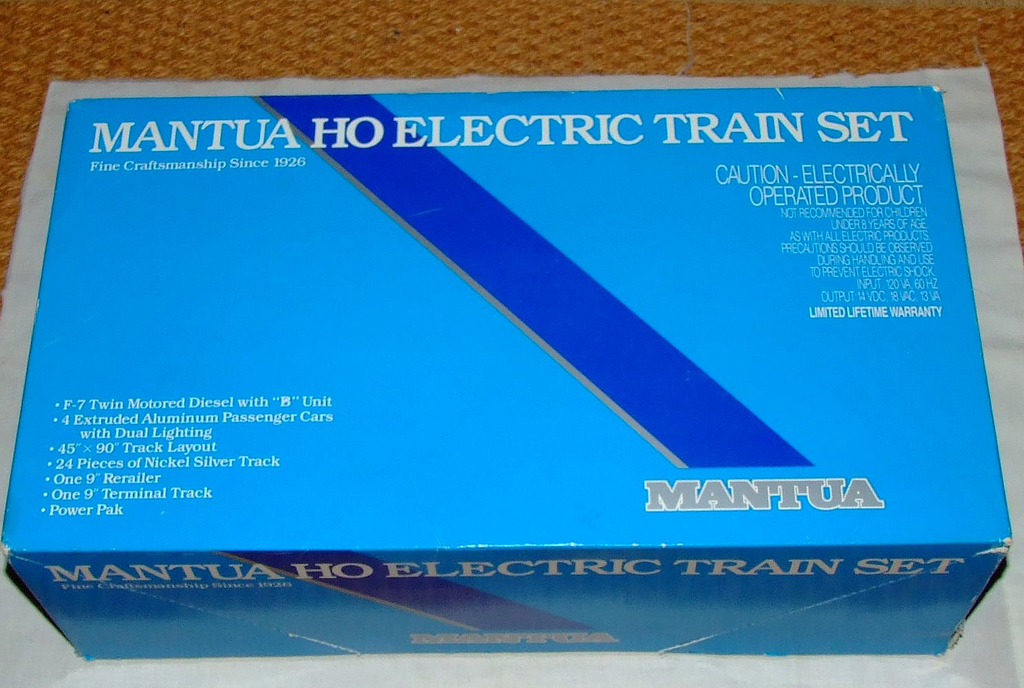 MANTUA HO ELECTRIC TRAIN SET
Fine Craftsmanship Since 1926
CAUTION - ELECTRICALLY
OPERATED PRODUCT
NOT RECOMMENDED FOR CHILDREN
UNDER 8 YEARS OF AGE.
AS WITH ALL ELECTRIC PRODUCTS,
PRECAUTIONS SHOULD BE OBSERVED
DURING HANDLING AND USE
TO PREVENT ELECTRIC SHOCK.
INPUT, 120 VA, 60 HZ
OUTPUT 14 VDC, 18 VAC, 13 VA
LIMITED LIFETIME WARRANTY
• F-7 Twin Motored Diesel with "B" Unit
• 4 Extruded Aluminum Passenger Cars
with Dual Lighting
• 45" × 90" Track Layout
• 24 Pieces of Nickel Silver Track
• One 9" Rerailer
• One 9" Terminal Track
• Power Pak
MANTUA
MANTUA HO ELECTRIC TRAIN SET
Fine Craftsmanship Since 1926
MANTUA